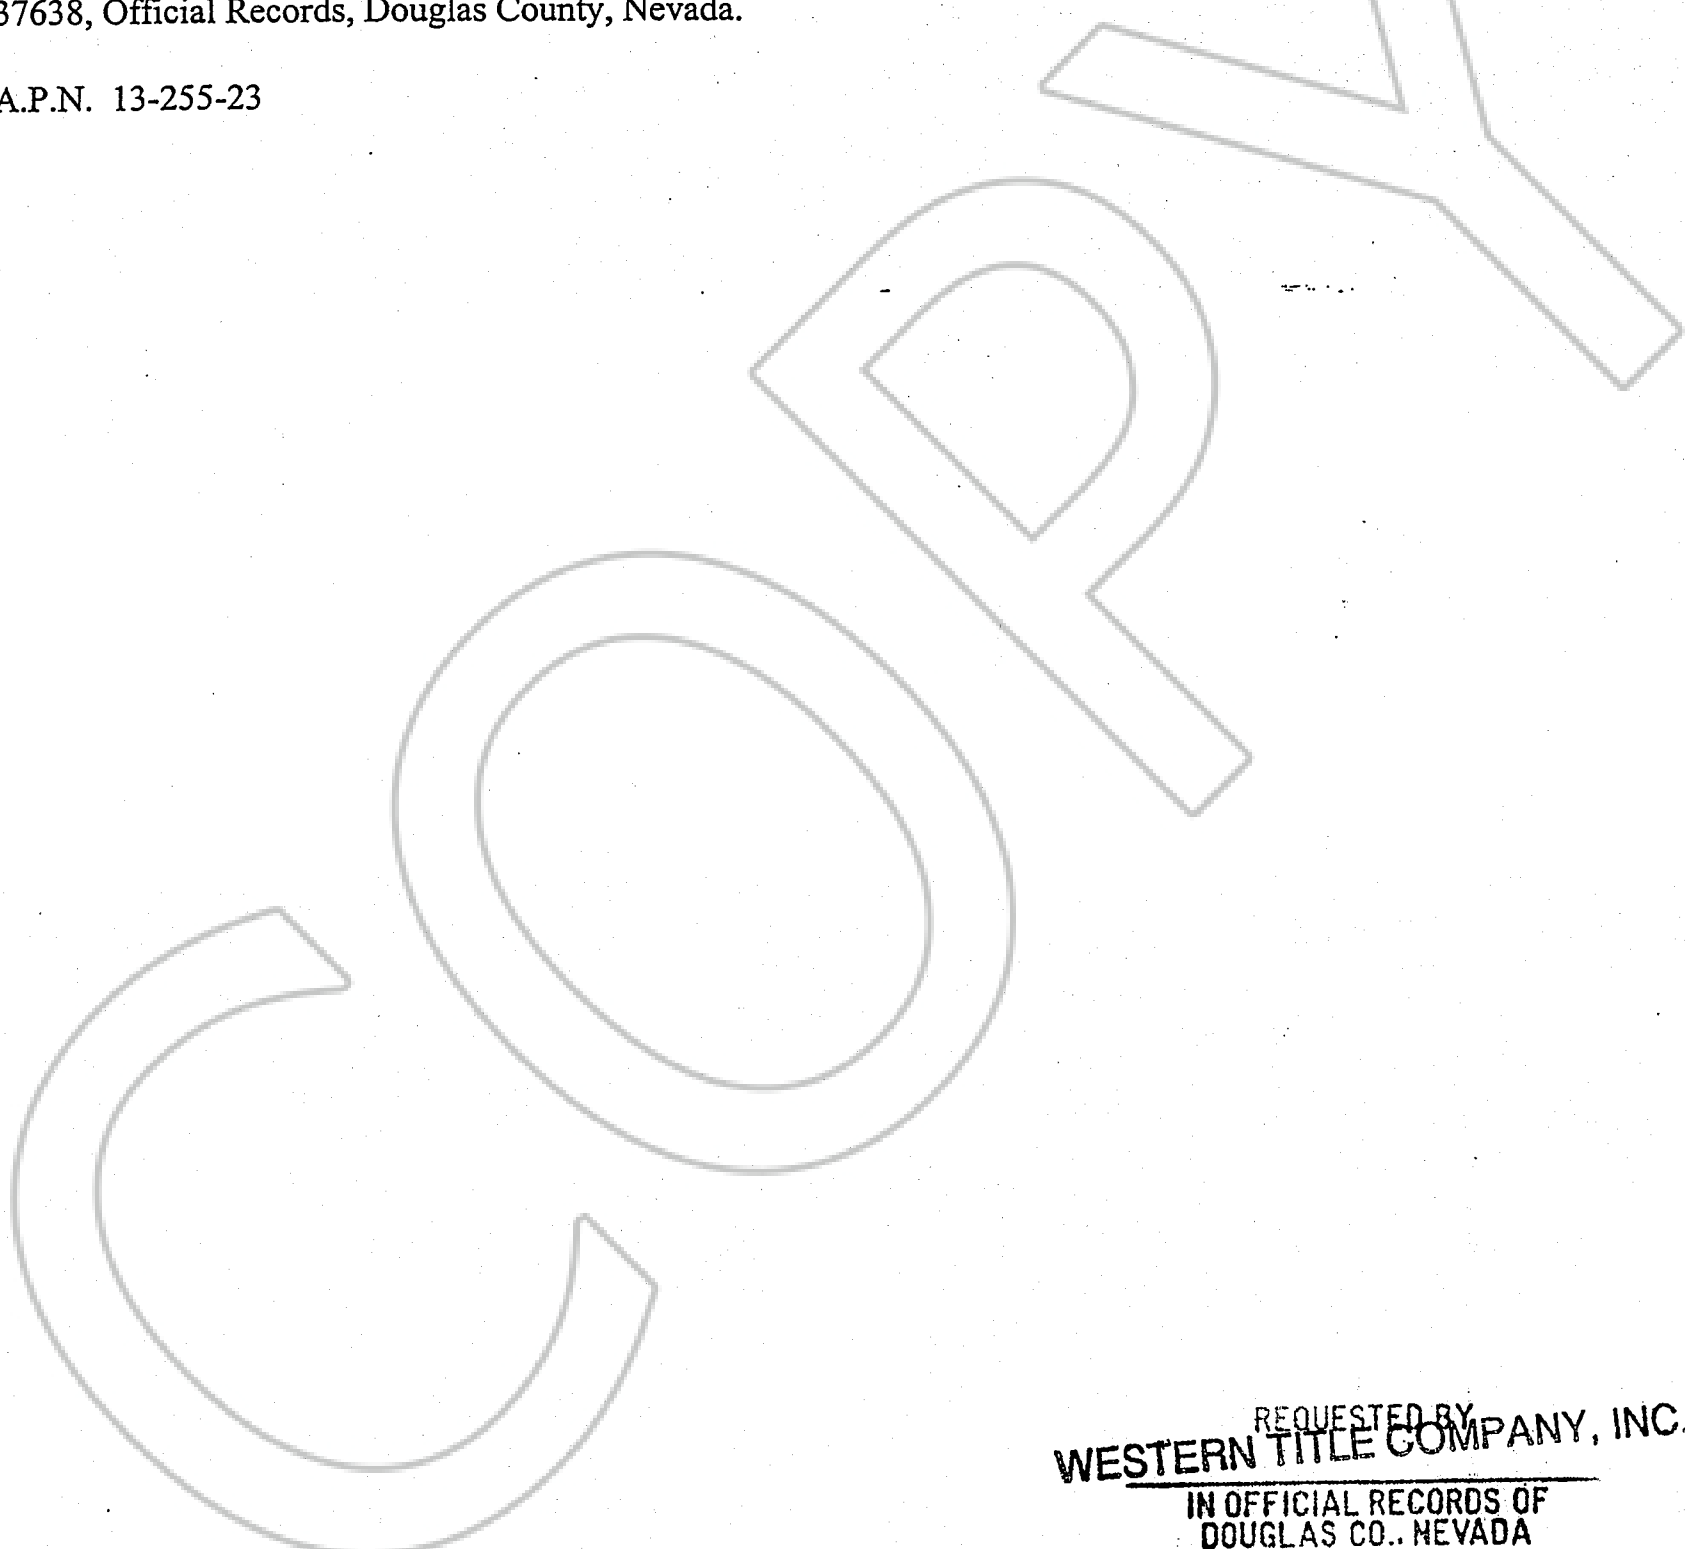 37638, Official Records, Douglas County, Nevada.
A.P.N. 13-255-23
COPY
REQUESTED BY
WESTERN TITLE COMPANY, INC.
IN OFFICIAL RECORDS OF
DOUGLAS CO., NEVADA